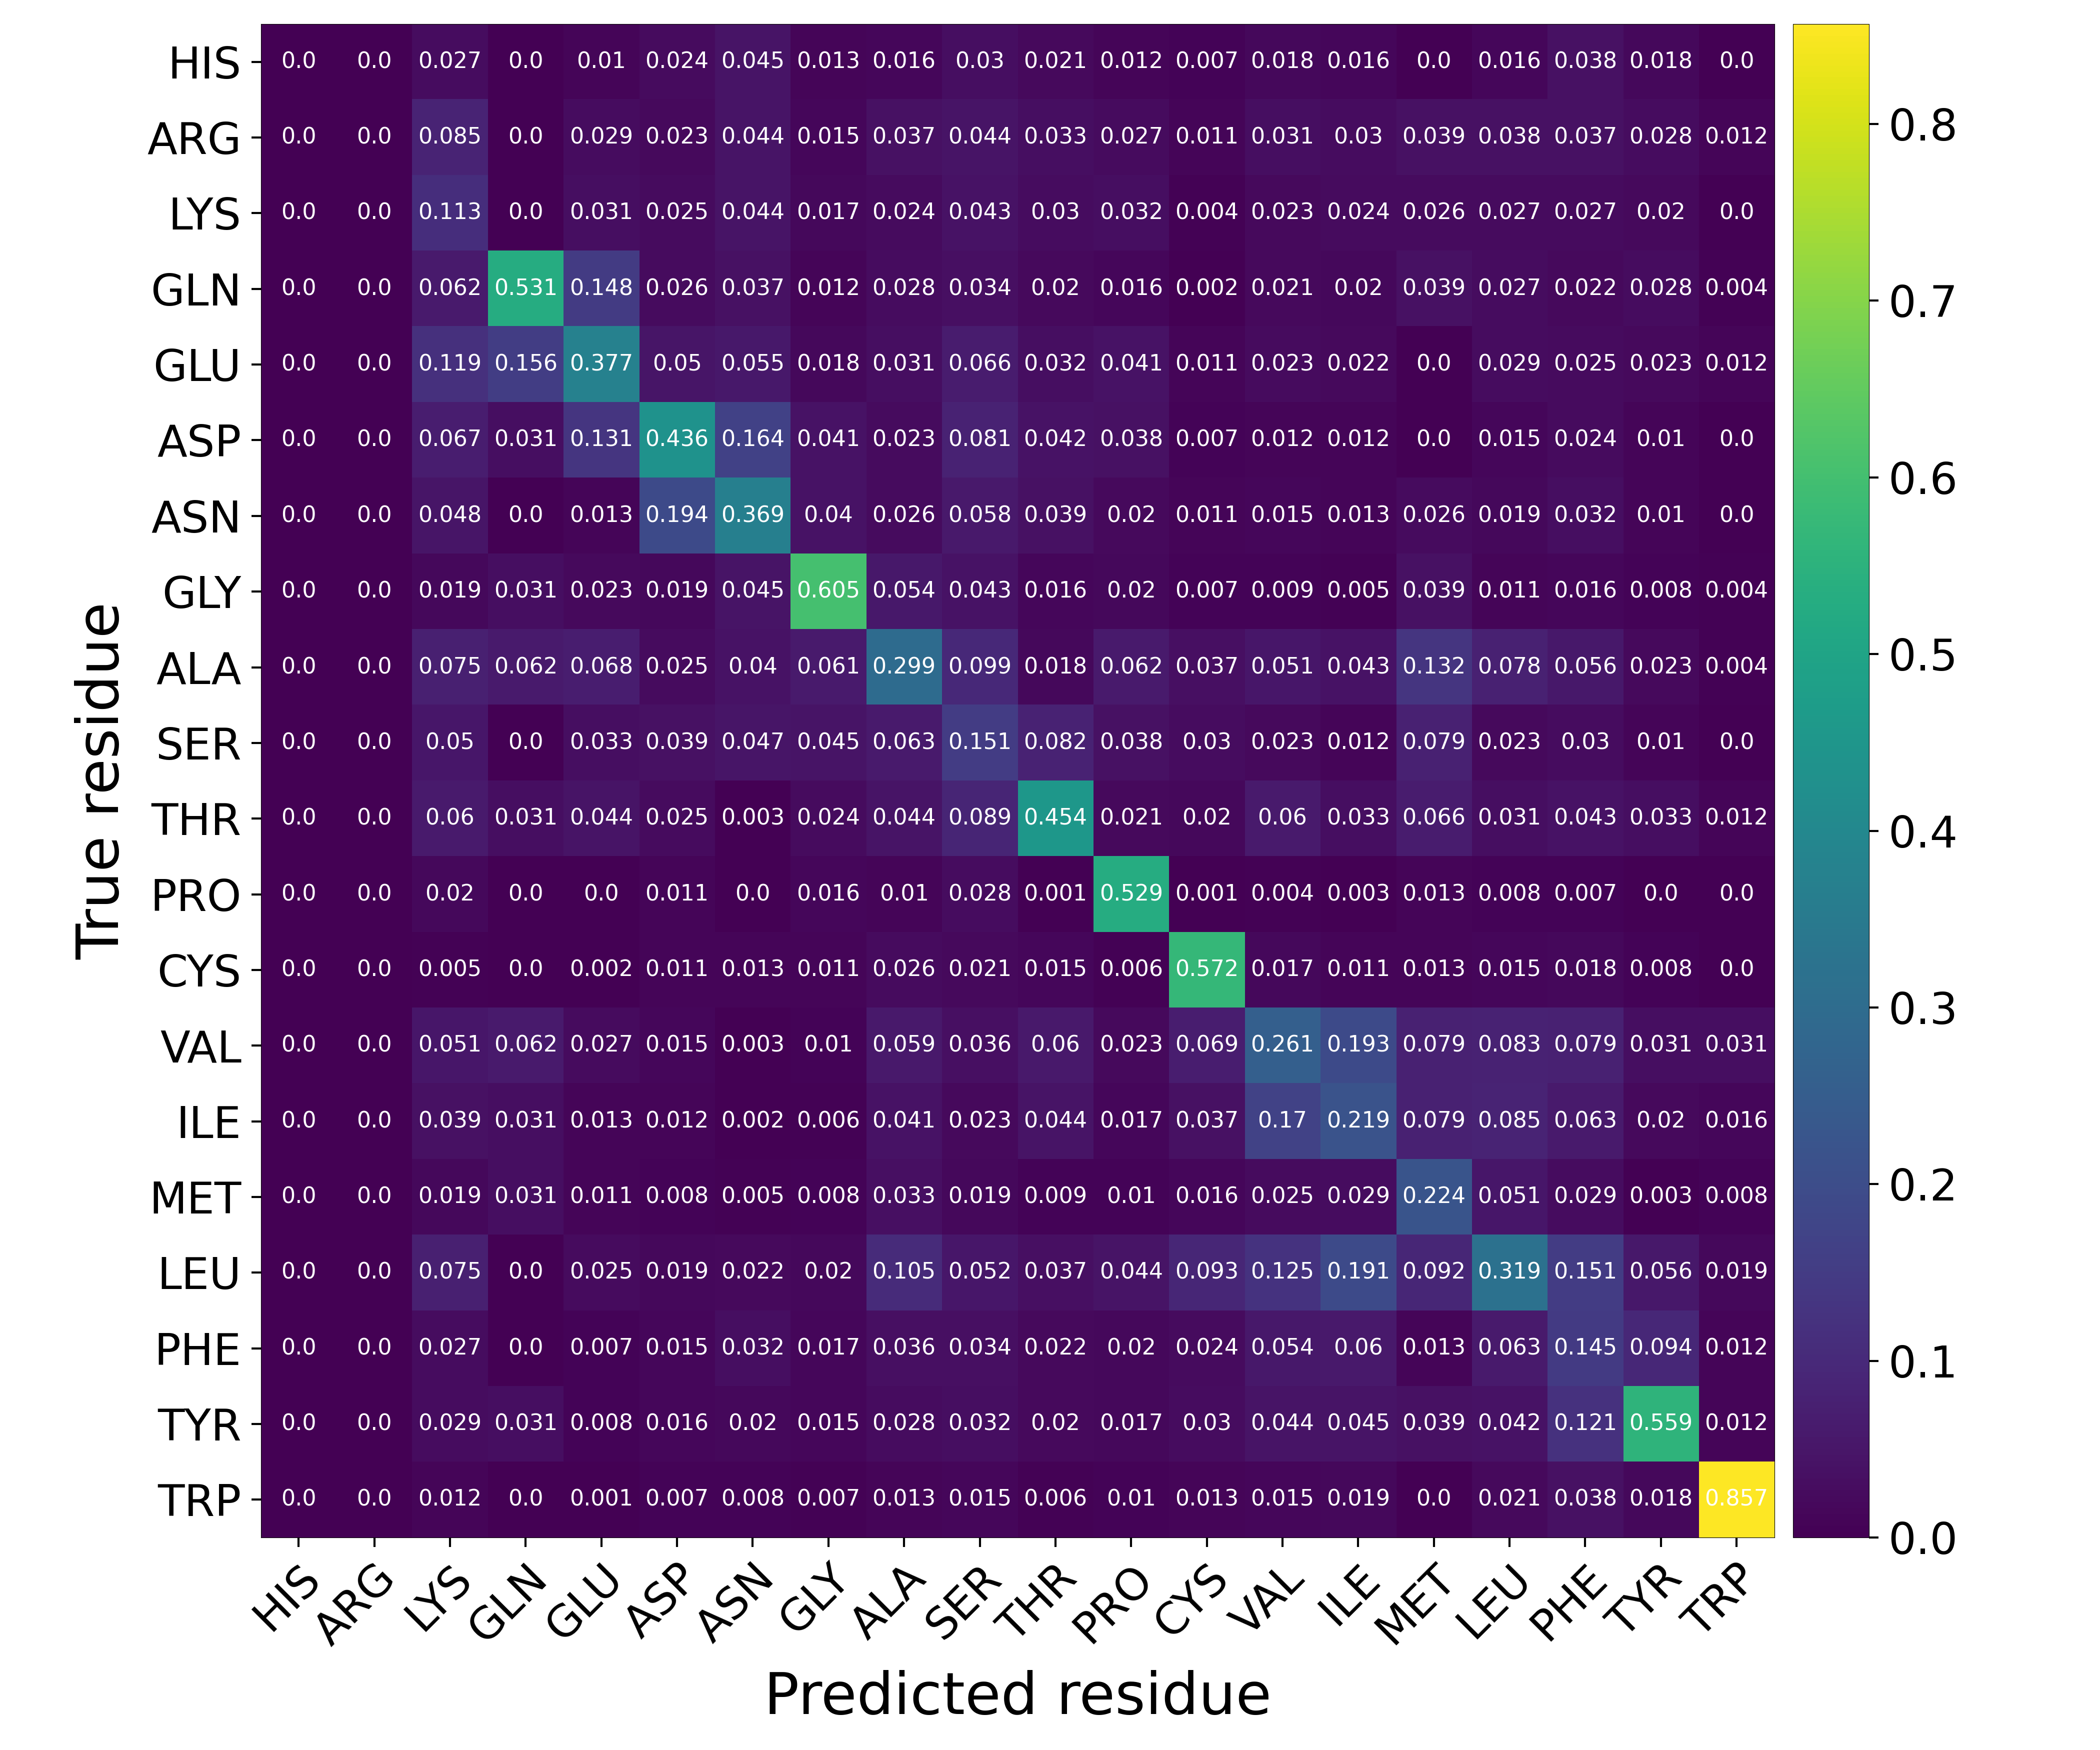 HIS 0.0 0.0 0.027 0.0 0.01 0.024 0.045 0.013 0.016 0.03 0.021 0.012 0.007 0.018 0.016 0.0 0.016 0.038 0.018 0.0
ARG 0.0 0.0 0.085 0.0 0.029 0.023 0.044 0.015 0.037 0.044 0.033 0.027 0.011 0.031 0.03 0.039 0.038 0.037 0.028 0.012
LYS 0.0 0.0 0.113 0.0 0.031 0.025 0.044 0.017 0.024 0.043 0.03 0.032 0.004 0.023 0.024 0.026 0.027 0.027 0.02 0.0
GLN 0.0 0.0 0.062 0.531 0.148 0.026 0.037 0.012 0.028 0.034 0.02 0.016 0.002 0.021 0.02 0.039 0.027 0.022 0.028 0.004
GLU 0.0 0.0 0.119 0.156 0.377 0.05 0.055 0.018 0.031 0.066 0.032 0.041 0.011 0.023 0.022 0.0 0.029 0.025 0.023 0.012
ASP 0.0 0.0 0.067 0.031 0.131 0.436 0.164 0.041 0.023 0.081 0.042 0.038 0.007 0.012 0.012 0.0 0.015 0.024 0.01 0.0
ASN 0.0 0.0 0.048 0.0 0.013 0.194 0.369 0.04 0.026 0.058 0.039 0.02 0.011 0.015 0.013 0.026 0.019 0.032 0.01 0.0
GLY 0.0 0.0 0.019 0.031 0.023 0.019 0.045 0.605 0.054 0.043 0.016 0.02 0.007 0.009 0.005 0.039 0.011 0.016 0.008 0.004
ALA 0.0 0.0 0.075 0.062 0.068 0.025 0.04 0.061 0.299 0.099 0.018 0.062 0.037 0.051 0.043 0.132 0.078 0.056 0.023 0.004
SER 0.0 0.0 0.05 0.0 0.033 0.039 0.047 0.045 0.063 0.151 0.082 0.038 0.03 0.023 0.012 0.079 0.023 0.03 0.01 0.0
THR 0.0 0.0 0.06 0.031 0.044 0.025 0.003 0.024 0.044 0.089 0.454 0.021 0.02 0.06 0.033 0.066 0.031 0.043 0.033 0.012
PRO 0.0 0.0 0.02 0.0 0.0 0.011 0.0 0.016 0.01 0.028 0.001 0.529 0.001 0.004 0.003 0.013 0.008 0.007 0.0 0.0
CYS 0.0 0.0 0.005 0.0 0.002 0.011 0.013 0.011 0.026 0.021 0.015 0.006 0.572 0.017 0.011 0.013 0.015 0.018 0.008 0.0
VAL 0.0 0.0 0.051 0.062 0.027 0.015 0.003 0.01 0.059 0.036 0.06 0.023 0.069 0.261 0.193 0.079 0.083 0.079 0.031 0.031
ILE 0.0 0.0 0.039 0.031 0.013 0.012 0.002 0.006 0.041 0.023 0.044 0.017 0.037 0.17 0.219 0.079 0.085 0.063 0.02 0.016
MET 0.0 0.0 0.019 0.031 0.011 0.008 0.005 0.008 0.033 0.019 0.009 0.01 0.016 0.025 0.029 0.224 0.051 0.029 0.003 0.008
LEU 0.0 0.0 0.075 0.0 0.025 0.019 0.022 0.02 0.105 0.052 0.037 0.044 0.093 0.125 0.191 0.092 0.319 0.151 0.056 0.019
PHE 0.0 0.0 0.027 0.0 0.007 0.015 0.032 0.017 0.036 0.034 0.022 0.02 0.024 0.054 0.06 0.013 0.063 0.145 0.094 0.012
TYR 0.0 0.0 0.029 0.031 0.008 0.016 0.02 0.015 0.028 0.032 0.02 0.017 0.03 0.044 0.045 0.039 0.042 0.121 0.559 0.012
TRP 0.0 0.0 0.012 0.0 0.001 0.007 0.008 0.007 0.013 0.015 0.006 0.01 0.013 0.015 0.019 0.0 0.021 0.038 0.018 0.857
HIS ARG LYS GLN GLU ASP ASN GLY ALA SER THR PRO CYS VAL ILE MET LEU PHE TYR TRP
Predicted residue
True residue
0.8
0.7
0.6
0.5
0.4
0.3
0.2
0.1
0.0